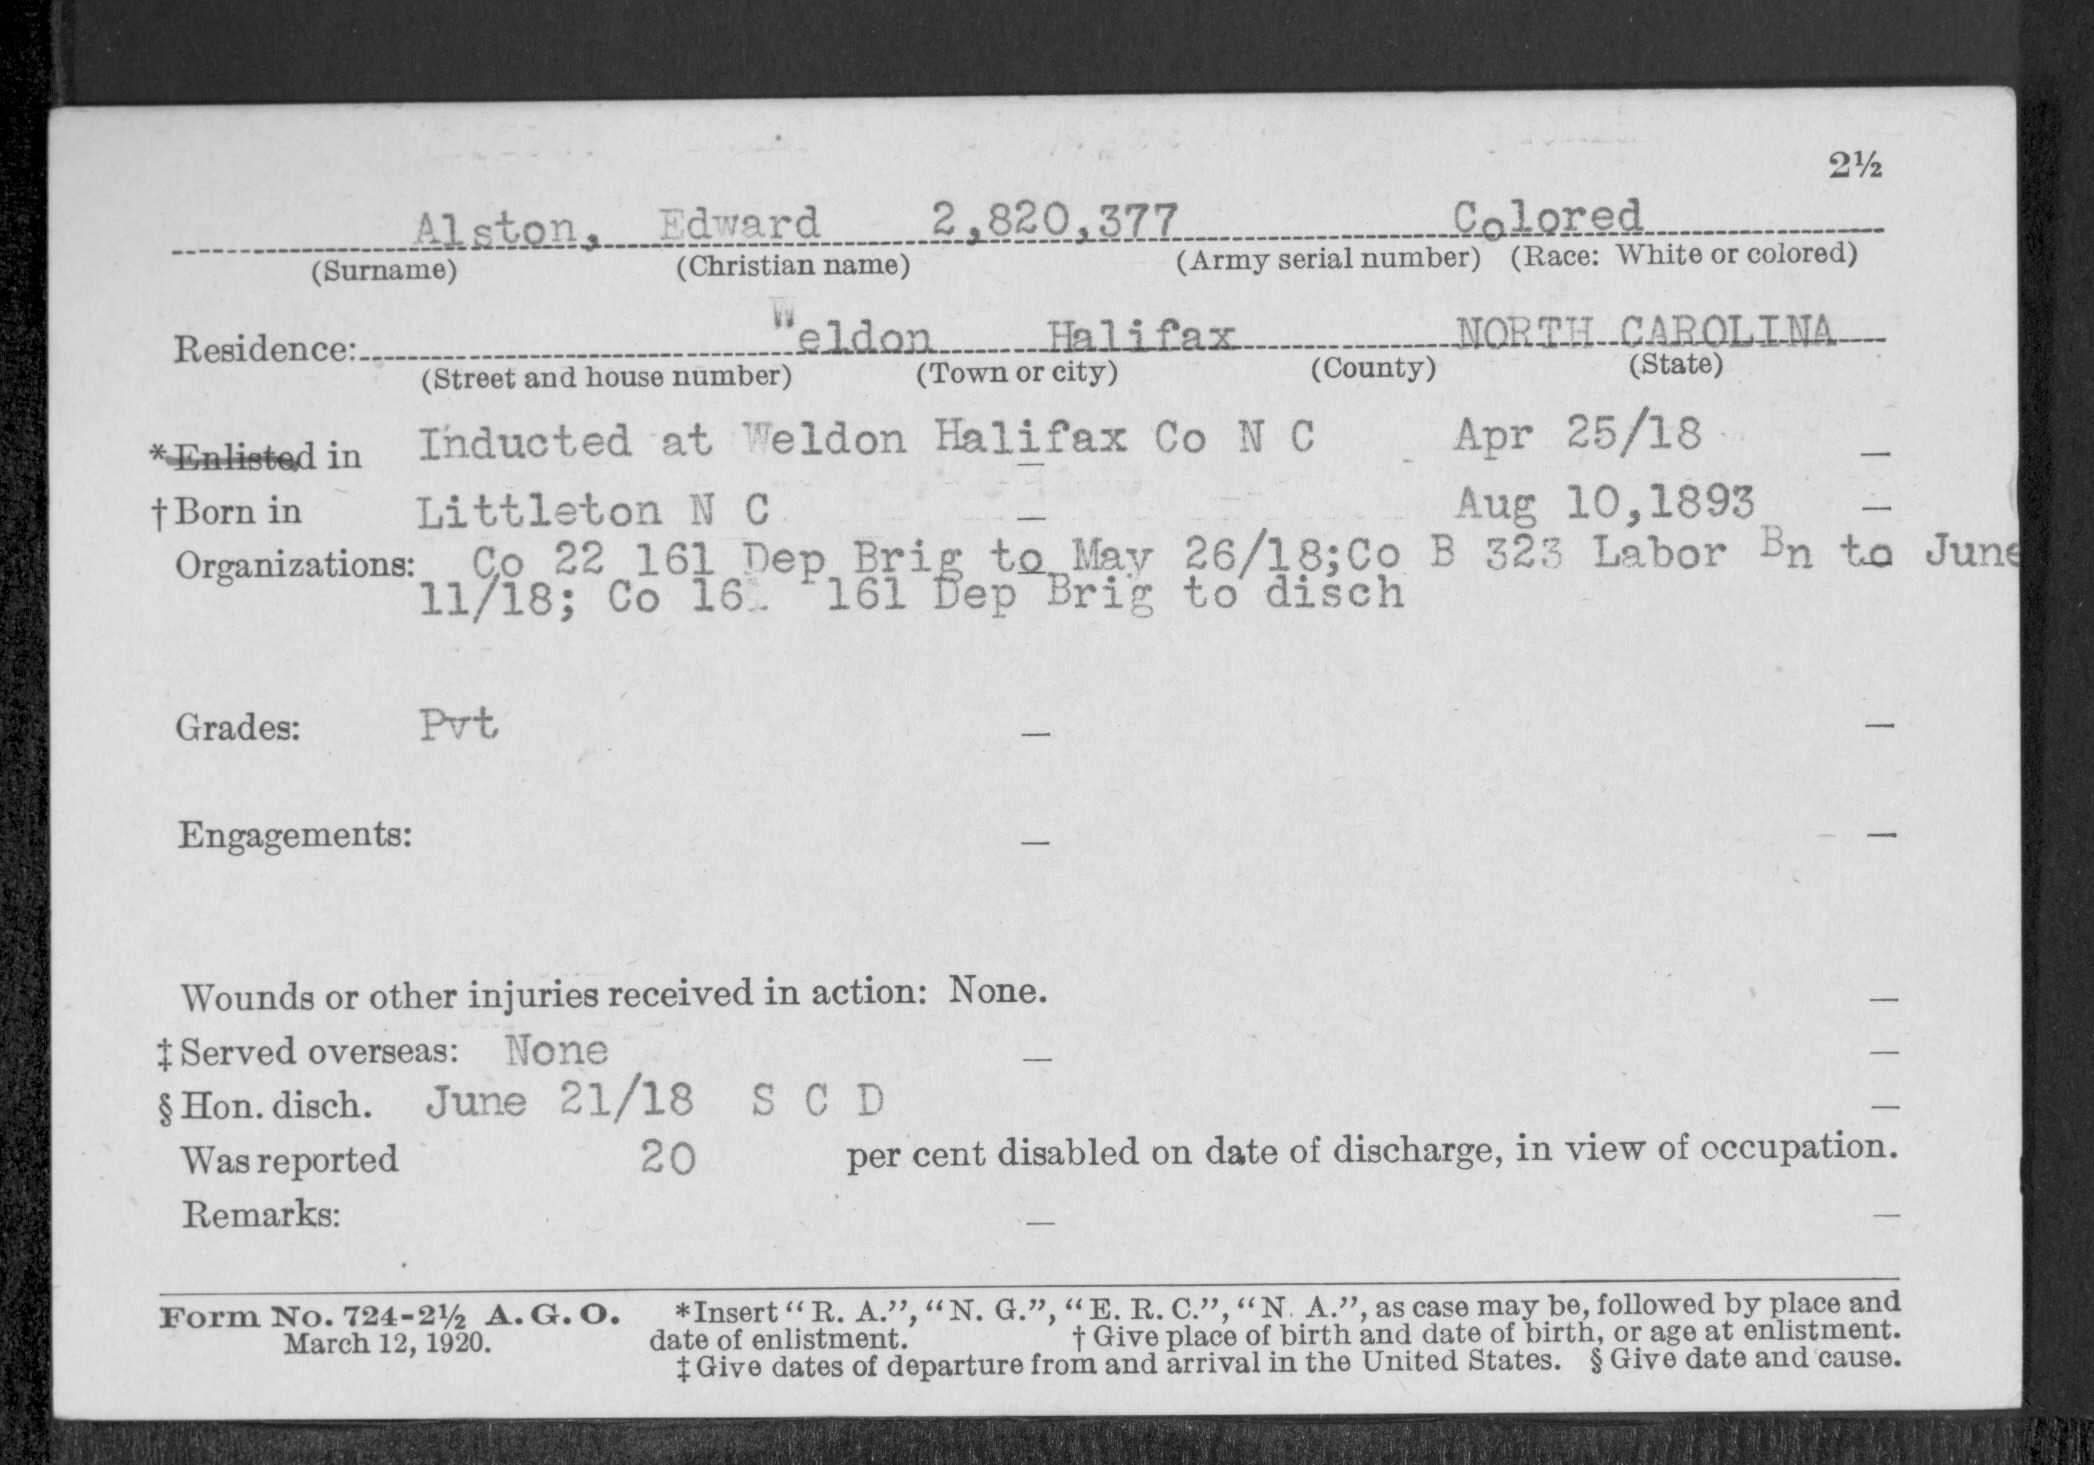 2½
Alston, Edward 2,820,377 Colored
(Surname) (Christian name) (Army serial number) (Race: White or colored)
Residence: Weldon Halifax NORTH CAROLINA
(Street and house number) (Town or city) (County) (State)
*Enlisted in Inducted at Weldon Halifax Co N C Apr 25/18 —
†Born in Littleton N C — Aug 10,1893 —
Organizations: Co 22 161 Dep Brig to May 26/18;Co B 323 Labor Bn to June
11/18; Co 16 161 Dep Brig to disch
Grades: Pvt — —
Engagements: — —
Wounds or other injuries received in action: None. —
‡Served overseas: None — —
§Hon. disch. June 21/18 S C D —
Was reported 20 per cent disabled on date of discharge, in view of occupation.
Remarks: — —
Form No. 724-2½ A. G. O. *Insert "R. A.", "N. G.", "E. R. C.", "N. A.", as case may be, followed by place and
March 12, 1920. date of enlistment. †Give place of birth and date of birth, or age at enlistment.
‡Give dates of departure from and arrival in the United States. §Give date and cause.